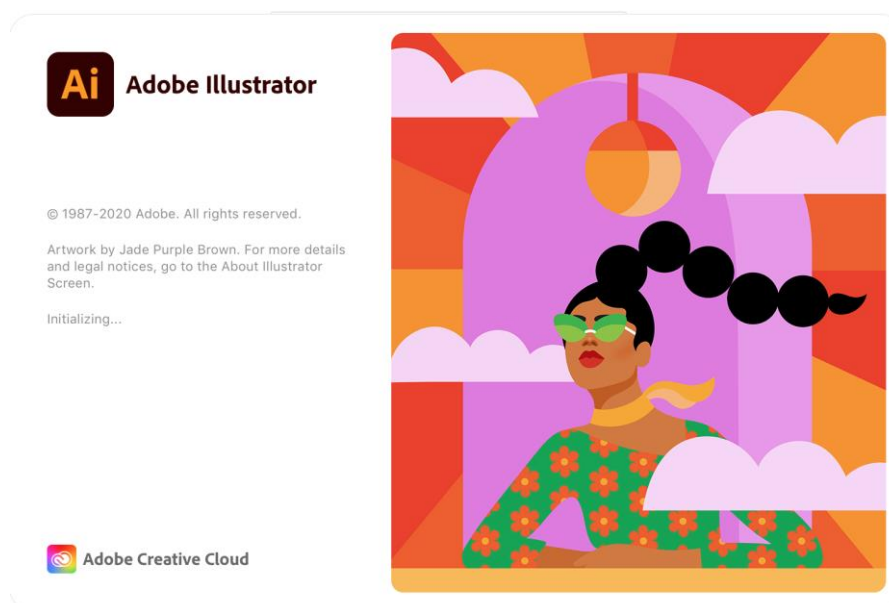 Ai Adobe Illustrator
© 1987-2020 Adobe. All rights reserved.
Artwork by Jade Purple Brown. For more details
and legal notices, go to the About Illustrator
Screen.
Initializing...
Adobe Creative Cloud